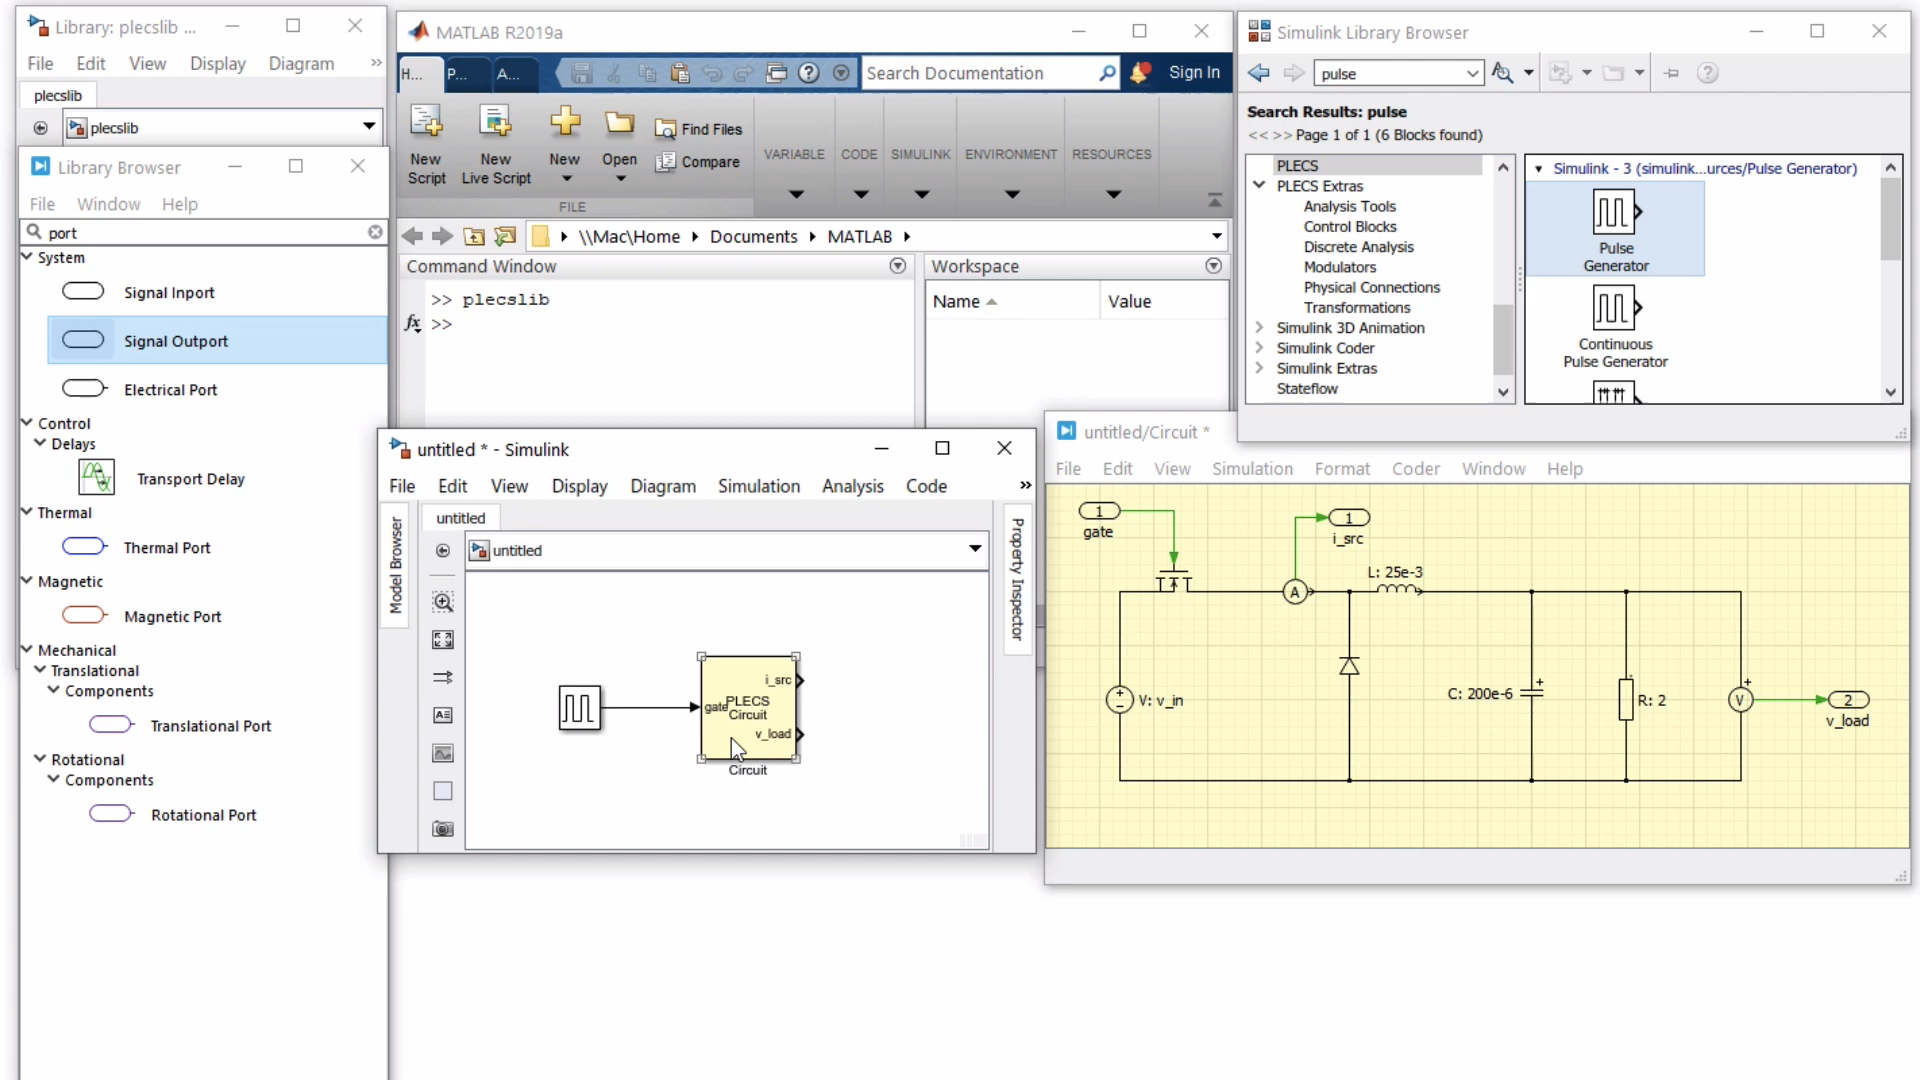 Library: plecslib ...
File Edit View Display Diagram »
plecslib
plecslib
Library Browser
File Window Help
port
System
Signal Inport
Signal Outport
Electrical Port
Control
Delays
Transport Delay
Thermal
Thermal Port
Magnetic
Magnetic Port
Mechanical
Translational
Components
Translational Port
Rotational
Components
Rotational Port
MATLAB R2019a
H... P... A...
Search Documentation
Sign In
New Script
New Live Script
New
Open
Find Files
Compare
FILE
VARIABLE
CODE
SIMULINK
ENVIRONMENT
RESOURCES
\\Mac\Home ▸ Documents ▸ MATLAB ▸
Command Window
>> plecslib
fx >>
Workspace
Name
Value
untitled * - Simulink
File Edit View Display Diagram Simulation Analysis Code »
Model Browser
untitled
untitled
Property Inspector
i_src
gate
PLECS
Circuit
v_load
Circuit
Simulink Library Browser
pulse
Search Results: pulse
<< >> Page 1 of 1 (6 Blocks found)
PLECS
PLECS Extras
Analysis Tools
Control Blocks
Discrete Analysis
Modulators
Physical Connections
Transformations
Simulink 3D Animation
Simulink Coder
Simulink Extras
Stateflow
Simulink - 3 (simulink...urces/Pulse Generator)
Pulse
Generator
Continuous
Pulse Generator
untitled/Circuit *
File Edit View Simulation Format Coder Window Help
1
gate
1
i_src
A
L: 25e-3
V: v_in
C: 200e-6
R: 2
V
2
v_load